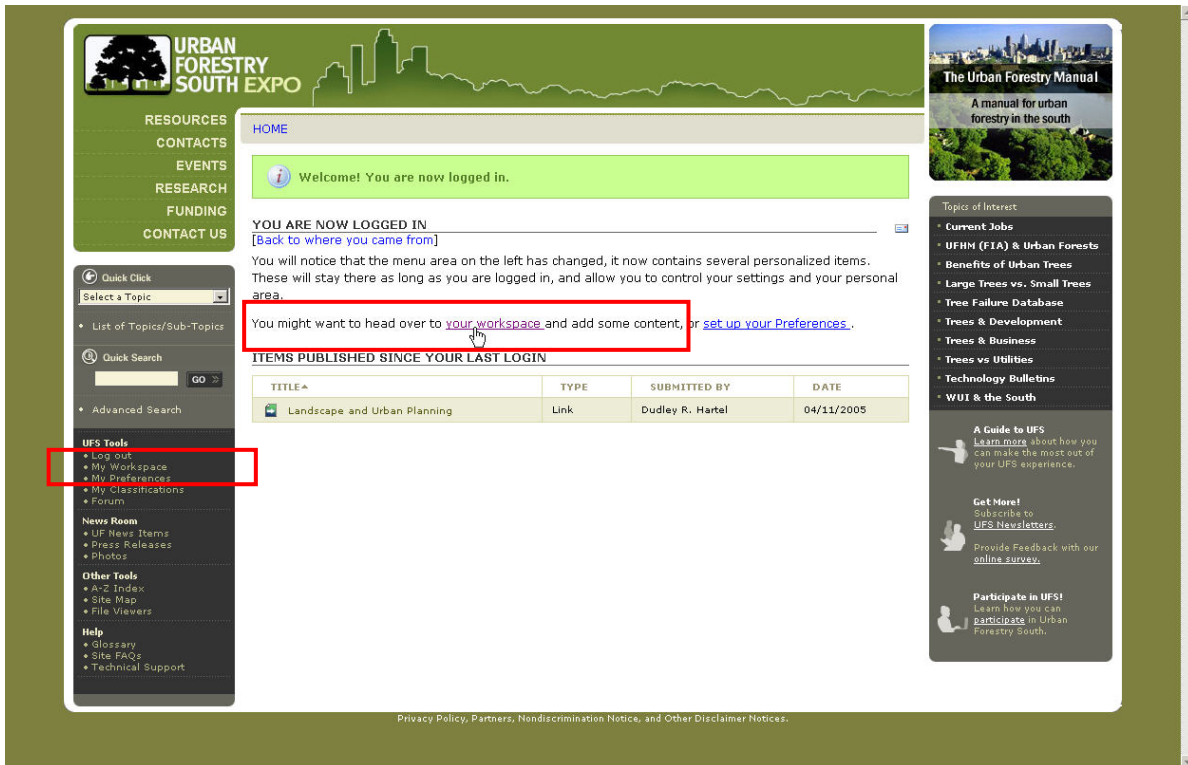 URBAN
FORESTRY
SOUTH EXPO
RESOURCES
CONTACTS
EVENTS
RESEARCH
FUNDING
CONTACT US
Quick Click
Select a Topic
List of Topics/Sub-Topics
Quick Search
GO »
Advanced Search
UFS Tools
Log out
My Workspace
My Preferences
My Classifications
Forum
News Room
UF News Items
Press Releases
Photos
Other Tools
A-Z Index
Site Map
File Viewers
Help
Glossary
Site FAQs
Technical Support
HOME
Welcome! You are now logged in.
YOU ARE NOW LOGGED IN
[Back to where you came from]
You will notice that the menu area on the left has changed, it now contains several personalized items.
These will stay there as long as you are logged in, and allow you to control your settings and your personal
area.
You might want to head over to your workspace and add some content, or set up your Preferences .
ITEMS PUBLISHED SINCE YOUR LAST LOGIN
TITLE TYPE SUBMITTED BY DATE
Landscape and Urban Planning Link Dudley R. Hartel 04/11/2005
The Urban Forestry Manual
A manual for urban
forestry in the south
Topics of Interest
Current Jobs
UFHM (FIA) & Urban Forests
Benefits of Urban Trees
Large Trees vs. Small Trees
Tree Failure Database
Trees & Development
Trees & Business
Trees vs Utilities
Technology Bulletins
WUI & the South
A Guide to UFS
Learn more about how you
can make the most out of
your UFS experience.
Get More!
Subscribe to
UFS Newsletters.
Provide Feedback with our
online survey.
Participate in UFS!
Learn how you can
participate in Urban
Forestry South.
Privacy Policy, Partners, Nondiscrimination Notice, and Other Disclaimer Notices.